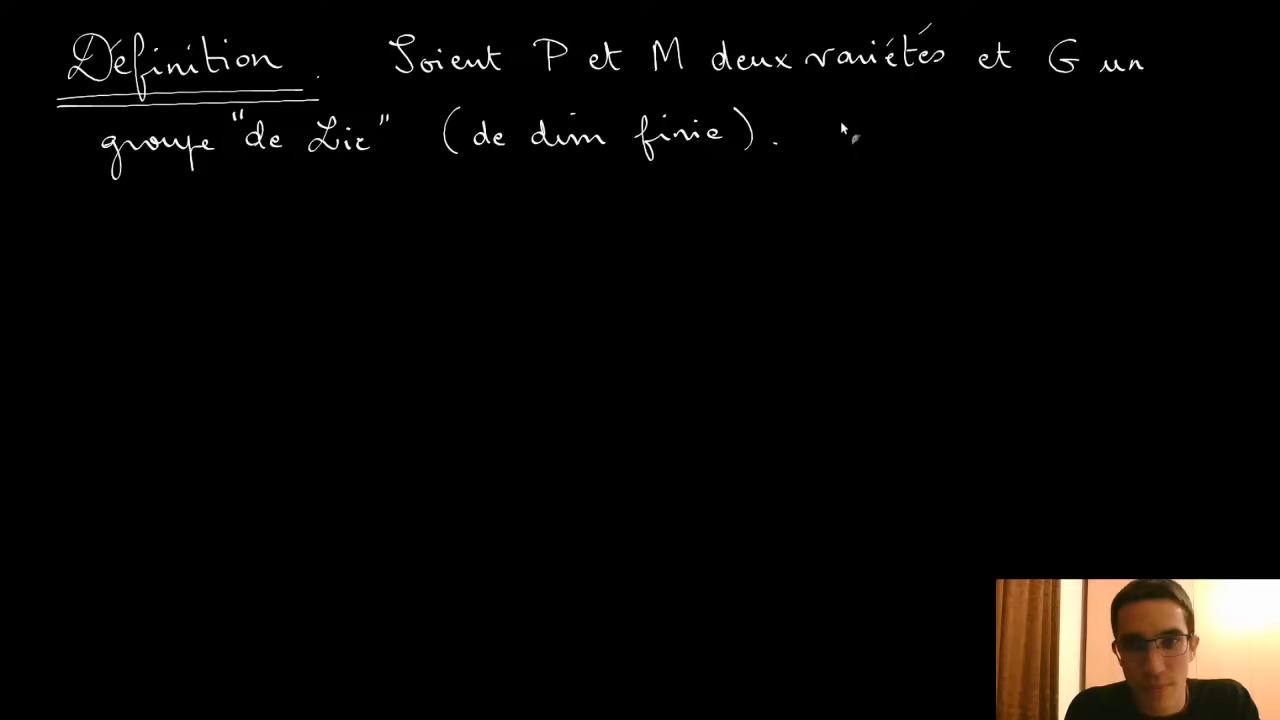 Définition. Soient P et M deux variétés et G un
groupe "de Lie" (de dim finie).